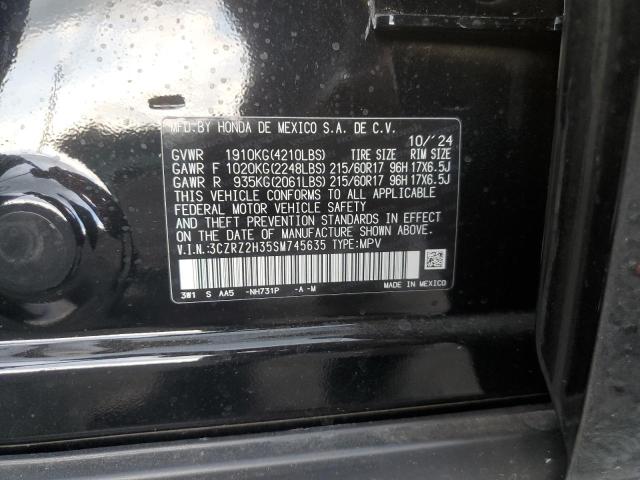 MFD.BY HONDA DE MEXICO S.A. DE C.V.
10/'24
GVWR 1910KG(4210LBS) TIRE SIZE RIM SIZE
GAWR F 1020KG(2248LBS) 215/60R17 96H 17X6.5J
GAWR R 935KG(2061LBS) 215/60R17 96H 17X6.5J
THIS VEHICLE CONFORMS TO ALL APPLICABLE
FEDERAL MOTOR VEHICLE SAFETY
AND THEFT PREVENTION STANDARDS IN EFFECT
ON THE DATE OF MANUFACTURE SHOWN ABOVE.
V.I.N.:3CZRZ2H35SM745635 TYPE:MPV
3W1 S AA5 -NH731P -A-M MADE IN MEXICO